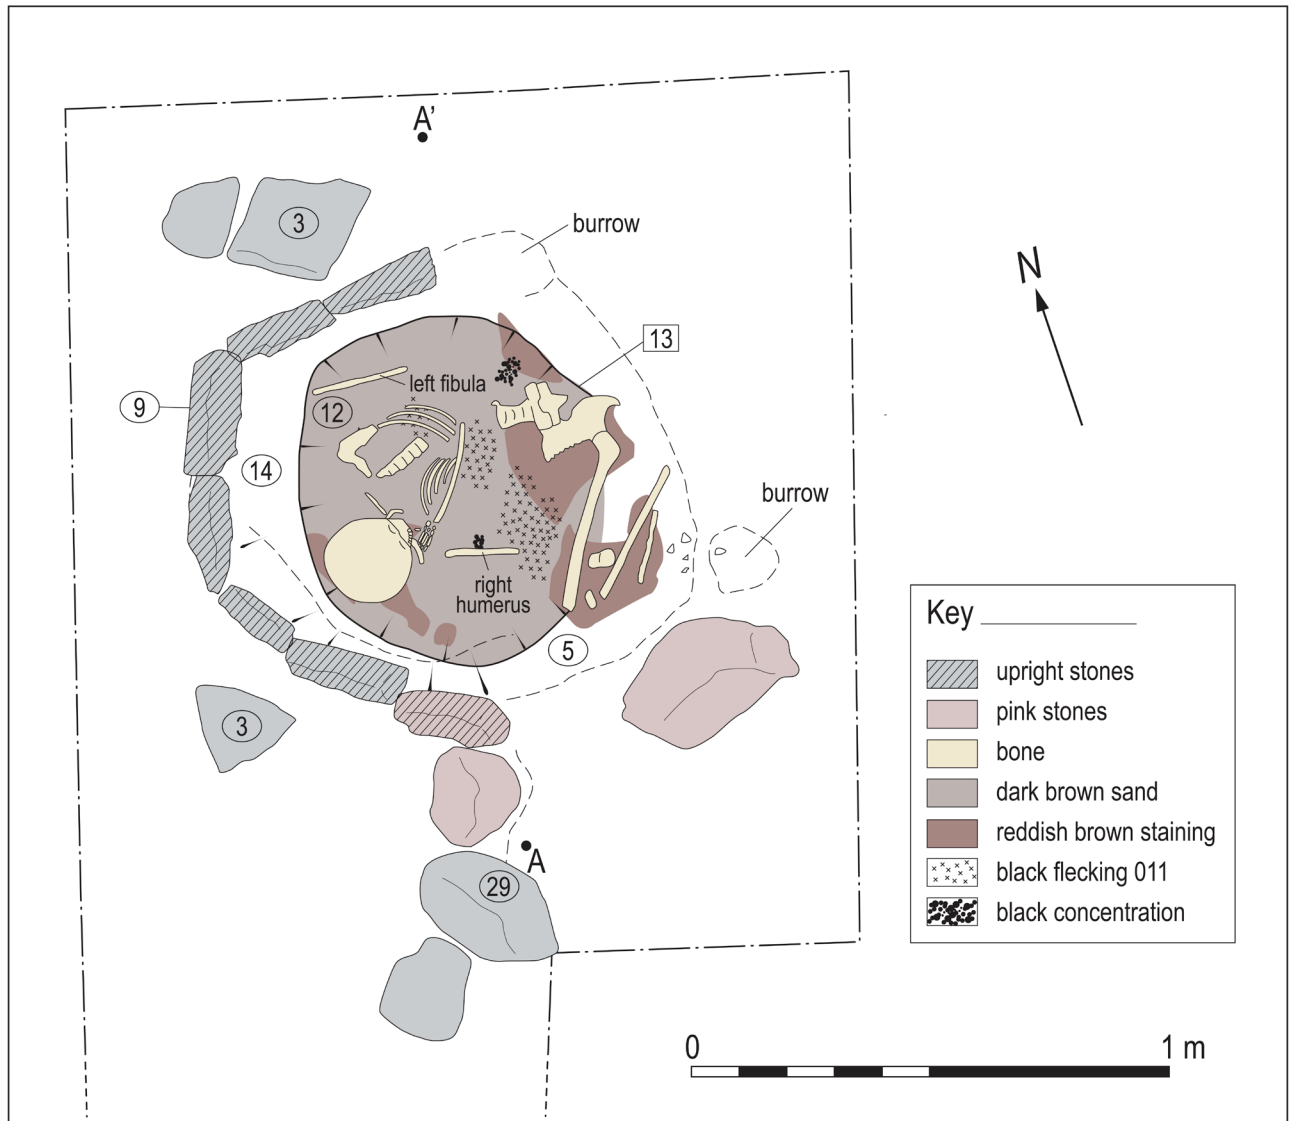 A’
3
burrow
N
13
left fibula
12
9
14
burrow
right
humerus
5
3
A
29
Key
upright stones
pink stones
bone
dark brown sand
reddish brown staining
black flecking 011
black concentration
0
1 m